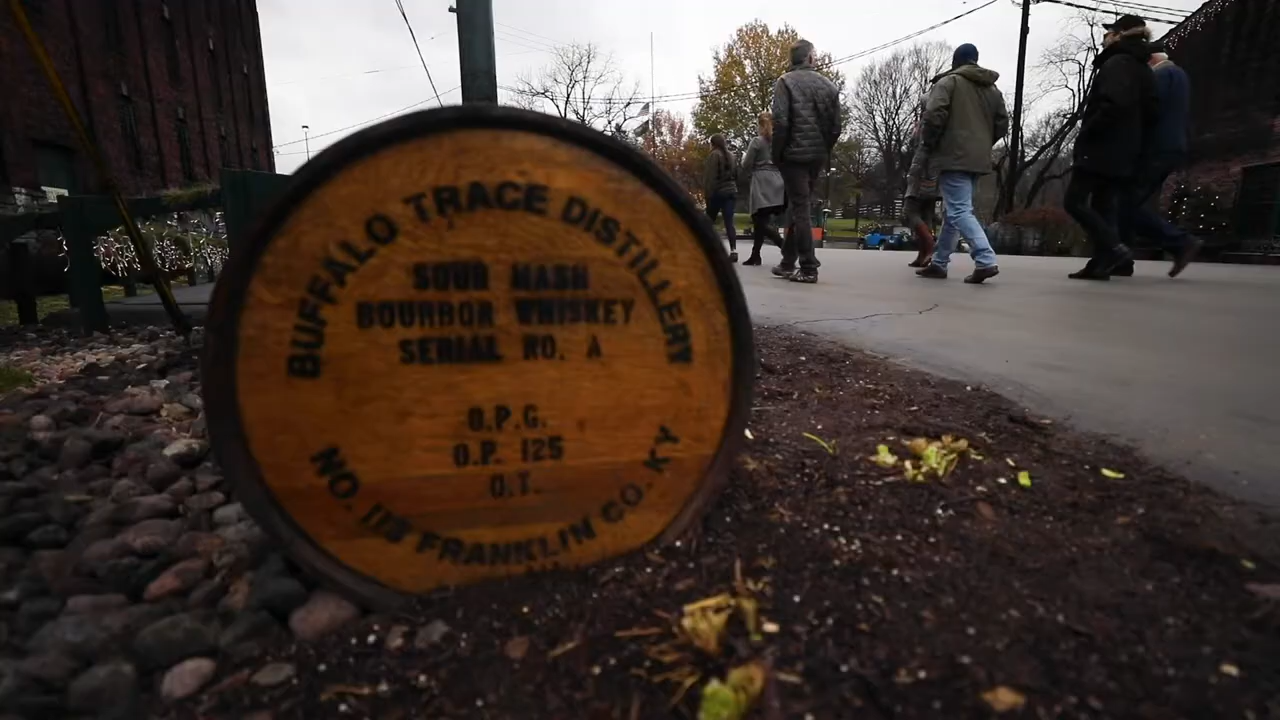 BUFFALO TRACE DISTILLERY
SOUR MASH
BOURBON WHISKEY
SERIAL NO. A
O.P.G.
O.P. 125
O.T.
NO. 113 FRANKLIN CO. KY